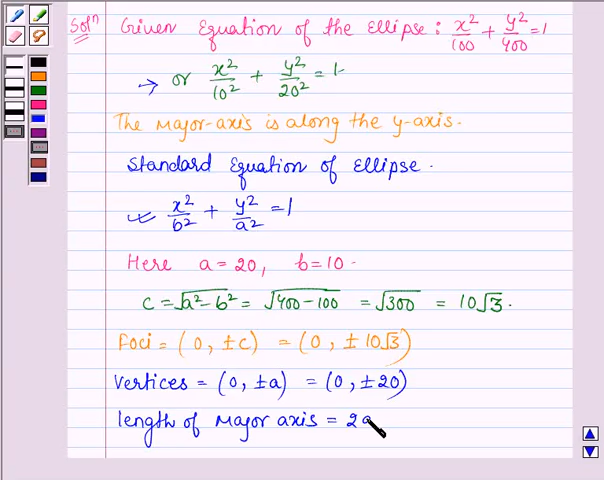 Solⁿ Given Equation of the Ellipse : x²/100 + y²/400 = 1
→ or x²/10² + y²/20² = 1.
The Major-axis is along the y-axis.
Standard Equation of Ellipse.
x²/b² + y²/a² = 1
Here a = 20, b = 10.
c = √(a² - b²) = √(400 - 100) = √300 = 10√3.
Foci = (0, ±c) = (0, ± 10√3)
Vertices = (0, ±a) = (0, ±20)
length of Major axis = 2a